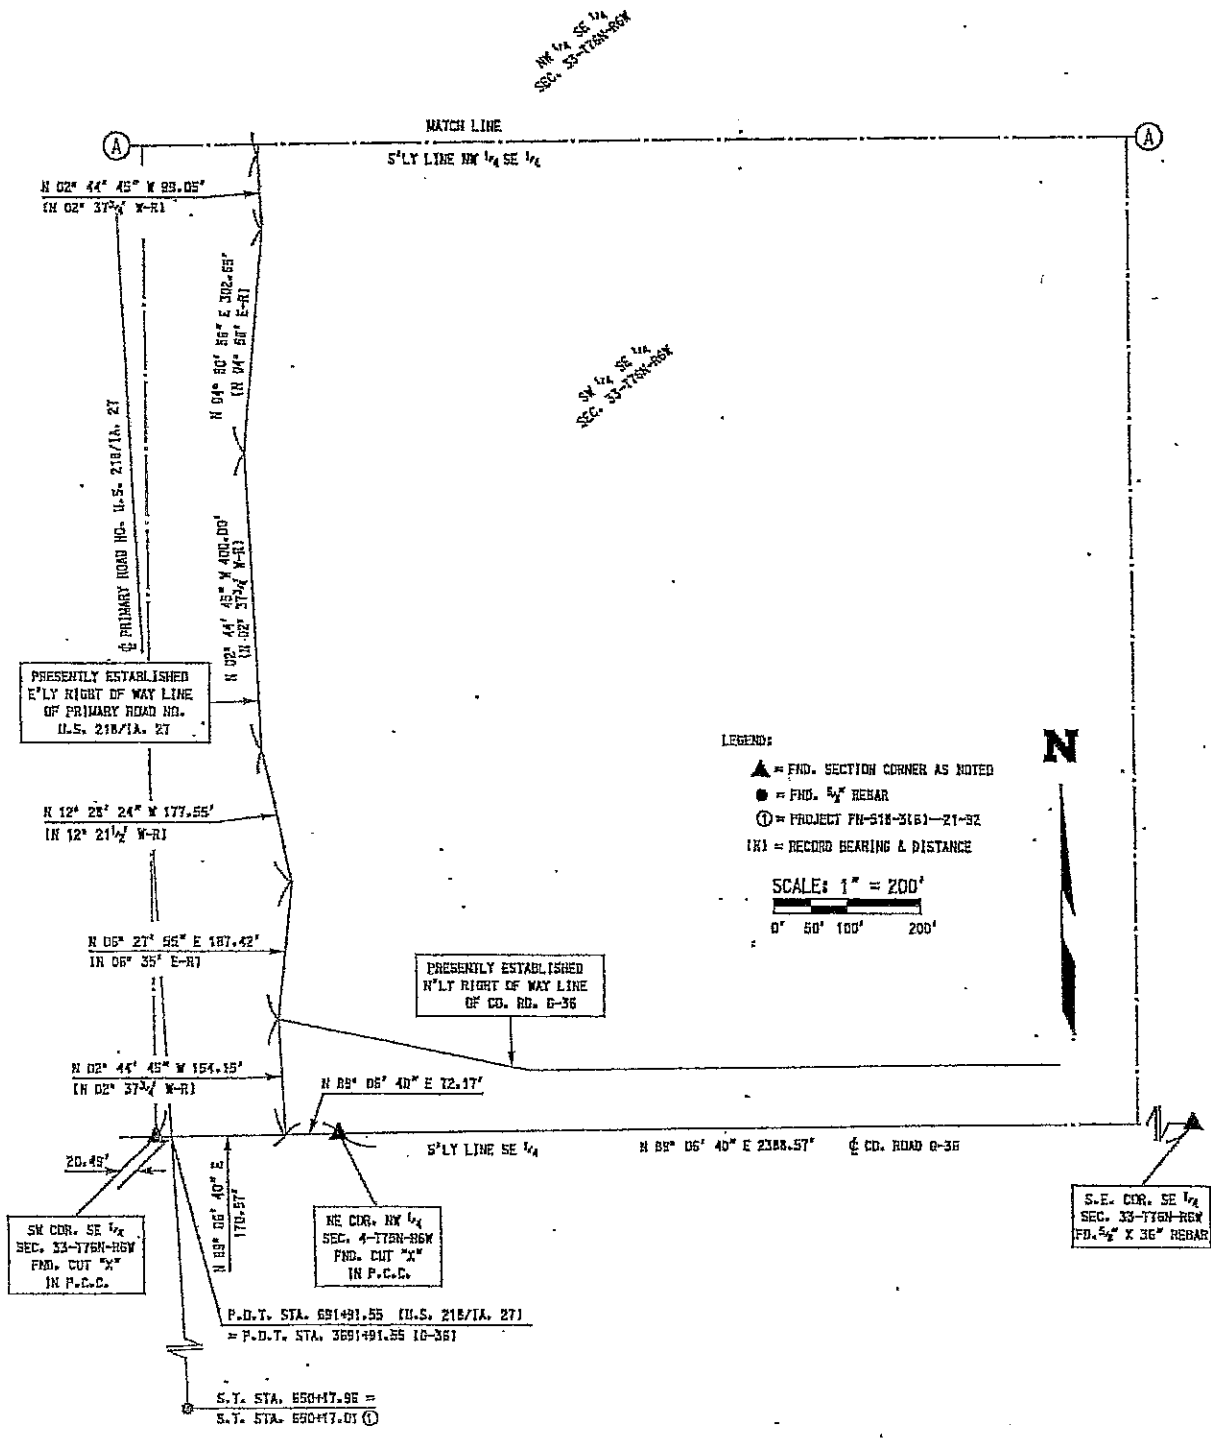 NW 1/4 SE 1/4
SEC. 33-T76N-R6W
MATCH LINE
A
A
S'LY LINE NW 1/4 SE 1/4
N 02° 44' 45" W 99.05'
(N 02° 37 3/4' W-R)
N 04° 50' 56" E 302.65'
SW 1/4 SE 1/4
SEC. 33-T76N-R6W
℄ PRIMARY ROAD NO. U.S. 218/IA. 27
N 02° 44' 45" W 400.00'
(N 02° 37 3/4' W-R)
PRESENTLY ESTABLISHED
E'LY RIGHT OF WAY LINE
OF PRIMARY ROAD NO.
U.S. 218/IA. 27
LEGEND:
▲ = FND. SECTION CORNER AS NOTED
● = FND. 5/8" REBAR
① = PROJECT FN-518-3(6)--21-92
(R) = RECORD BEARING & DISTANCE
N
SCALE: 1" = 200'
0' 50' 100' 200'
N 12° 28' 24" W 177.55'
(N 12° 21 1/2' W-R)
N 06° 27' 55" E 187.42'
(N 06° 35' E-R)
PRESENTLY ESTABLISHED
N'LY RIGHT OF WAY LINE
OF CO. RD. G-36
N 02° 44' 45" W 154.15'
(N 02° 37 3/4' W-R)
N 89° 06' 40" E 72.17'
S'LY LINE SE 1/4
N 89° 06' 40" E 2388.57'
℄ CO. ROAD G-36
20.49'
N 89° 06' 40" E
170.57'
SW COR. SE 1/4
SEC. 33-T76N-R6W
FND. CUT "X"
IN P.C.C.
NE COR. NW 1/4
SEC. 4-T75N-R6W
FND. CUT "X"
IN P.C.C.
S.E. COR. SE 1/4
SEC. 33-T76N-R6W
FD. 5/8" X 36" REBAR
P.O.T. STA. 691+91.55 (U.S. 218/IA. 27)
= P.O.T. STA. 3691+91.55 (G-36)
S.T. STA. 650+17.96 =
S.T. STA. 650+17.01 ①